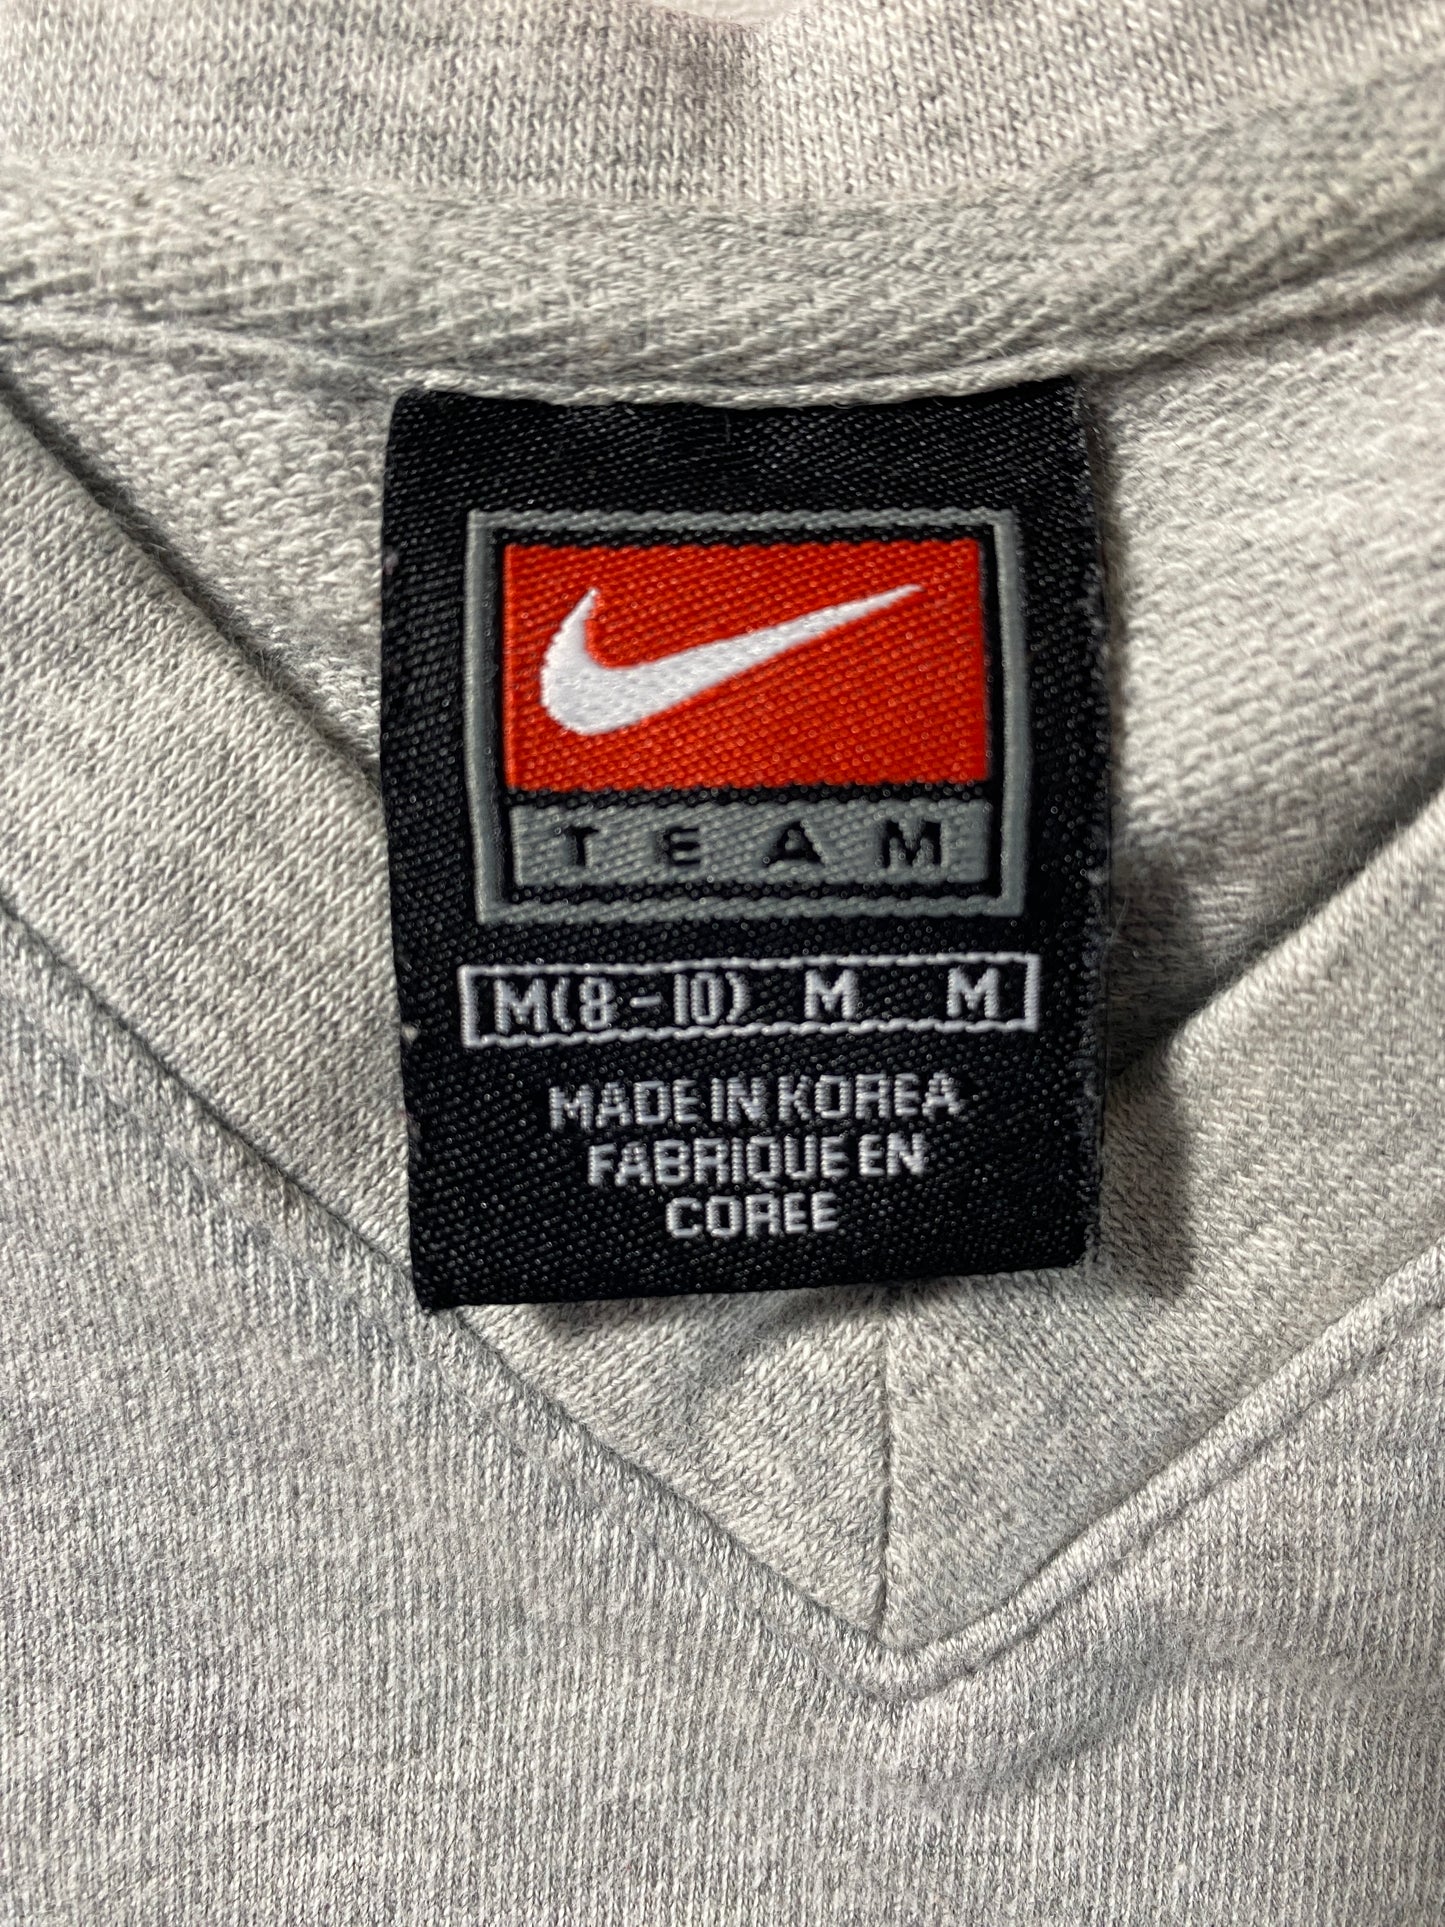 TEAM
M(8-10) M M
MADE IN KOREA
FABRIQUE EN
COREE